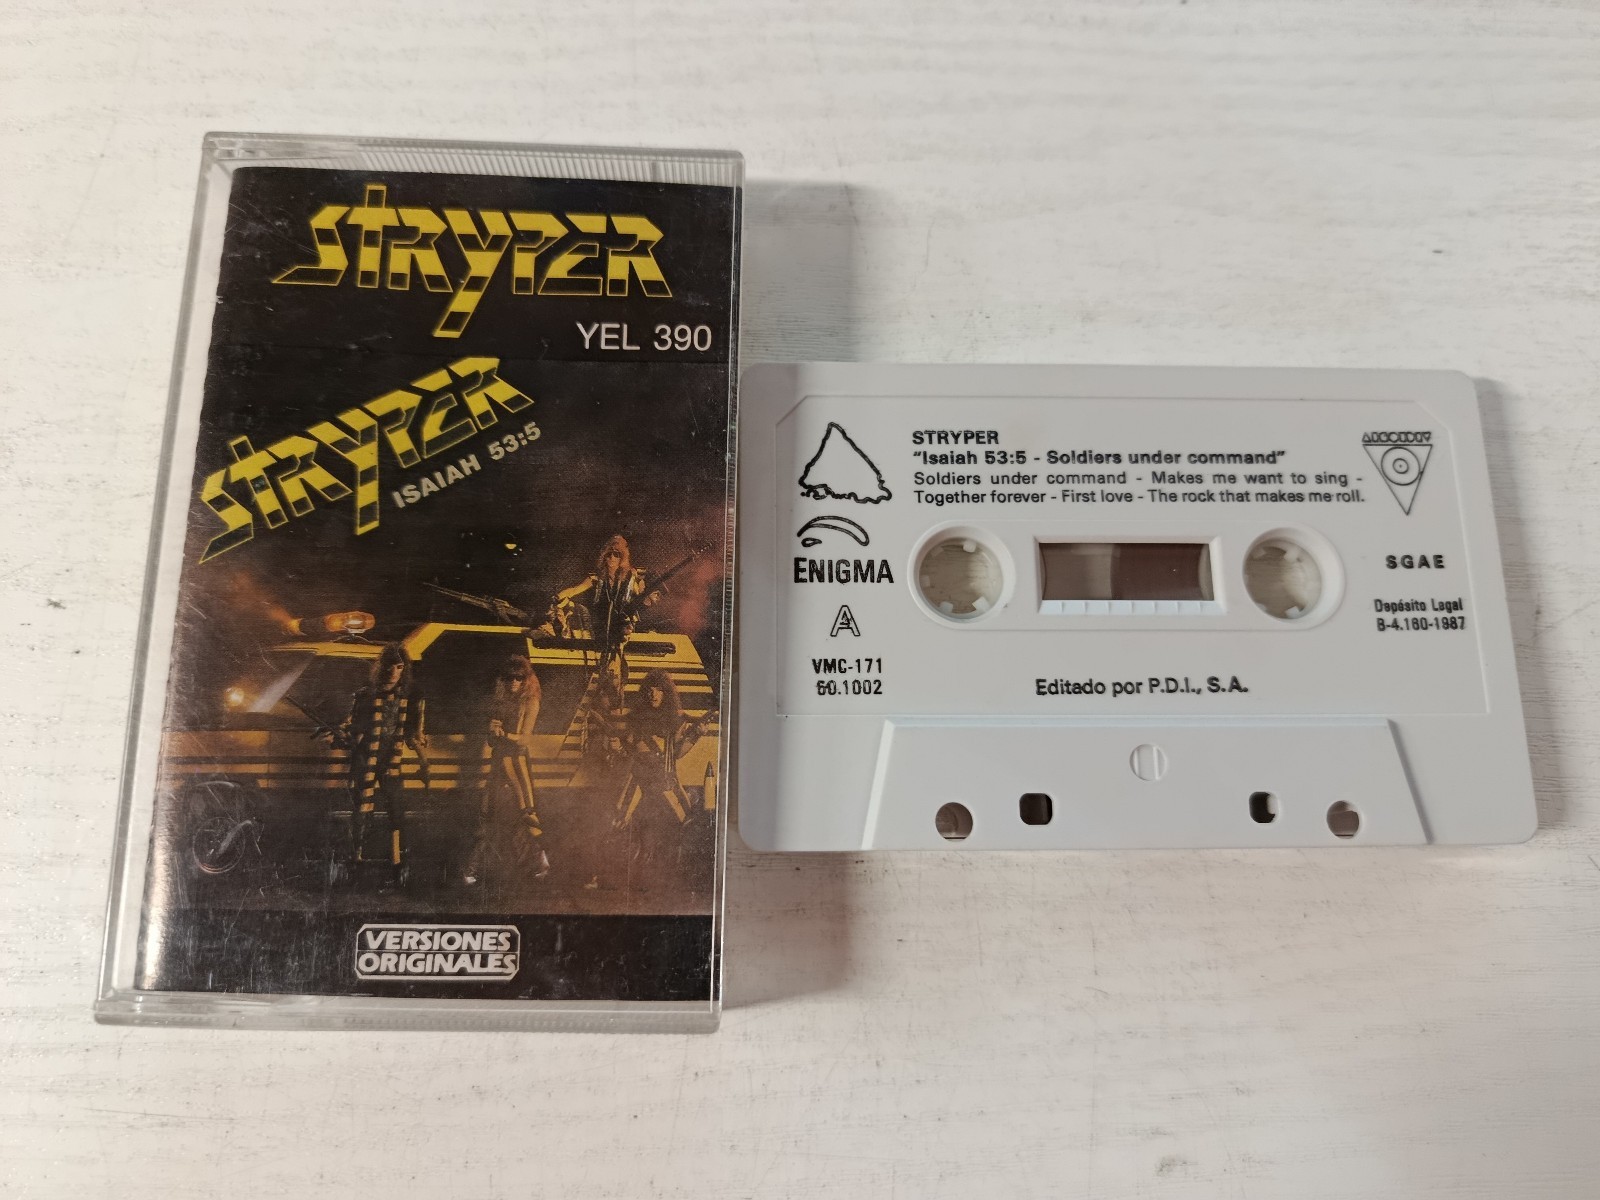 STRYPER
YEL 390
STRYPER
ISAIAH 53:5
VERSIONES
ORIGINALES
STRYPER
"Isaiah 53:5 - Soldiers under command"
Soldiers under command - Makes me want to sing -
Together forever - First love - The rock that makes me roll.
ENIGMA
A
VMC-171
60.1002
SGAE
Depósito Legal
B-4.160-1987
Editado por P.D.I., S.A.